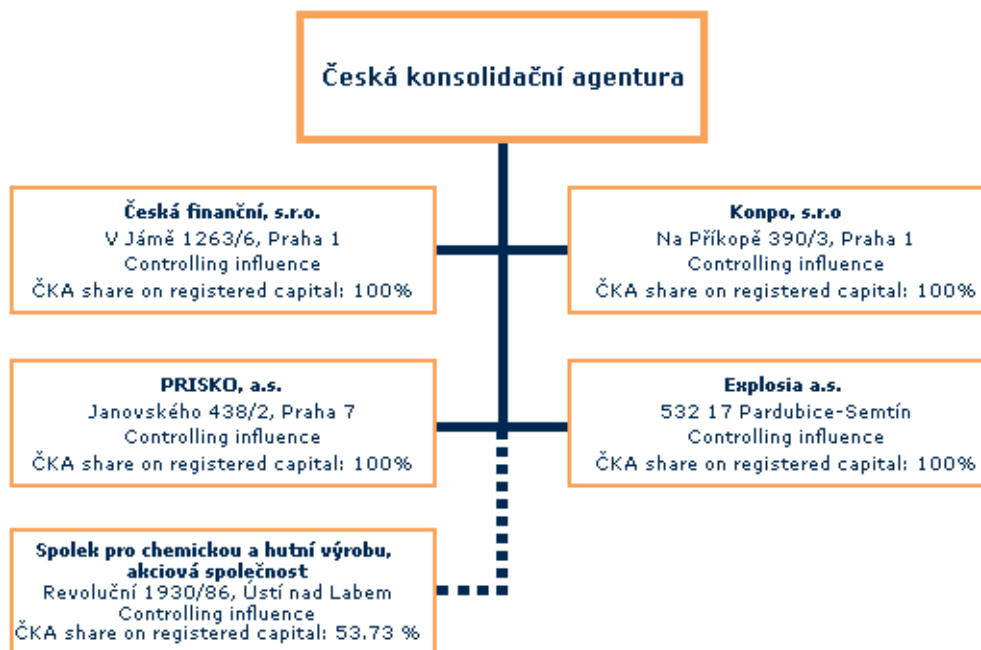 Česká konsolidační agentura
Česká finanční, s.r.o.
V Jámě 1263/6, Praha 1
Controlling influence
ČKA share on registered capital: 100%
Konpo, s.r.o
Na Příkopě 390/3, Praha 1
Controlling influence
ČKA share on registered capital: 100%
PRISKO, a.s.
Janovského 438/2, Praha 7
Controlling influence
ČKA share on registered capital: 100%
Explosia a.s.
532 17 Pardubice-Semtín
Controlling influence
ČKA share on registered capital: 100%
Spolek pro chemickou a hutní výrobu,
akciová společnost
Revoluční 1930/86, Ústí nad Labem
Controlling influence
ČKA share on registered capital: 53.73 %